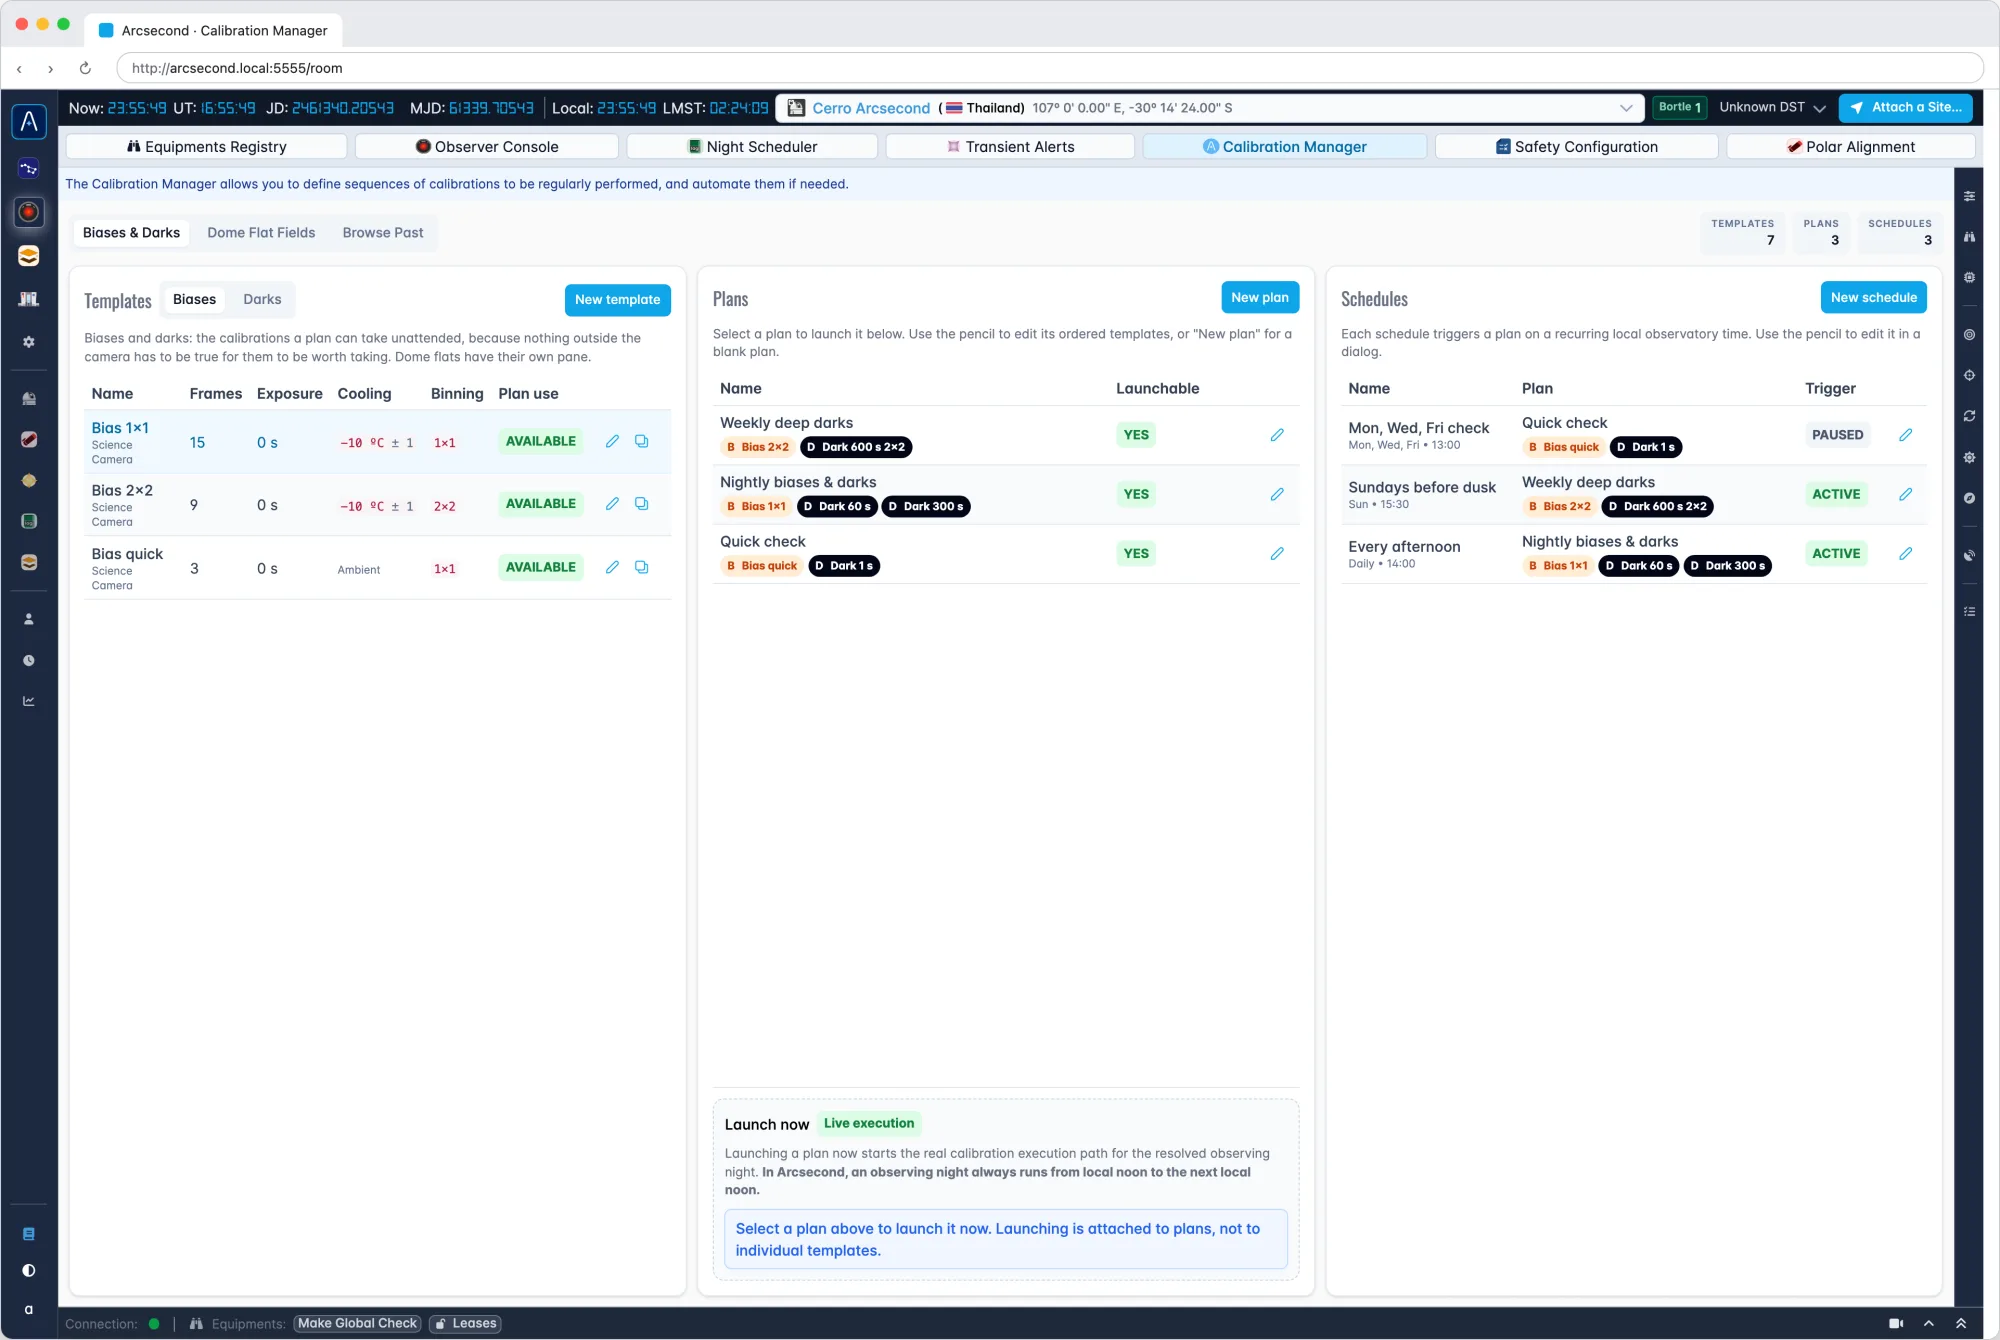 Arcsecond · Calibration Manager
http://arcsecond.local:5555/room
Now: 23:55:49 UT: 16:55:49 JD: 2461340.20543 MJD: 61339.70543 Local: 23:55:49 LMST: 02:24:09 Cerro Arcsecond ( Thailand) 107º 0' 0.00" E, -30º 14' 24.00" S Bortle 1 Unknown DST Attach a Site...
Equipments Registry Observer Console Night Scheduler Transient Alerts Calibration Manager Safety Configuration Polar Alignment
The Calibration Manager allows you to define sequences of calibrations to be regularly performed, and automate them if needed.
Biases & Darks Dome Flat Fields Browse Past
TEMPLATES 7
PLANS 3
SCHEDULES 3
Templates Biases Darks New template
Biases and darks: the calibrations a plan can take unattended, because nothing outside the
camera has to be true for them to be worth taking. Dome flats have their own pane.
Name Frames Exposure Cooling Binning Plan use
Bias 1×1
Science
Camera
15 0 s −10 ºC ± 1 1×1 AVAILABLE
Bias 2×2
Science
Camera
9 0 s −10 ºC ± 1 2×2 AVAILABLE
Bias quick
Science
Camera
3 0 s Ambient 1×1 AVAILABLE
Plans New plan
Select a plan to launch it below. Use the pencil to edit its ordered templates, or "New plan" for a
blank plan.
Name Launchable
Weekly deep darks
B Bias 2×2 D Dark 600 s 2×2
YES
Nightly biases & darks
B Bias 1×1 D Dark 60 s D Dark 300 s
YES
Quick check
B Bias quick D Dark 1 s
YES
Launch now Live execution
Launching a plan now starts the real calibration execution path for the resolved observing
night. In Arcsecond, an observing night always runs from local noon to the next local
noon.
Select a plan above to launch it now. Launching is attached to plans, not to
individual templates.
Schedules New schedule
Each schedule triggers a plan on a recurring local observatory time. Use the pencil to edit it in a
dialog.
Name Plan Trigger
Mon, Wed, Fri check
Mon, Wed, Fri • 13:00
Quick check
B Bias quick D Dark 1 s
PAUSED
Sundays before dusk
Sun • 15:30
Weekly deep darks
B Bias 2×2 D Dark 600 s 2×2
ACTIVE
Every afternoon
Daily • 14:00
Nightly biases & darks
B Bias 1×1 D Dark 60 s D Dark 300 s
ACTIVE
a
Connection: Equipments: Make Global Check Leases